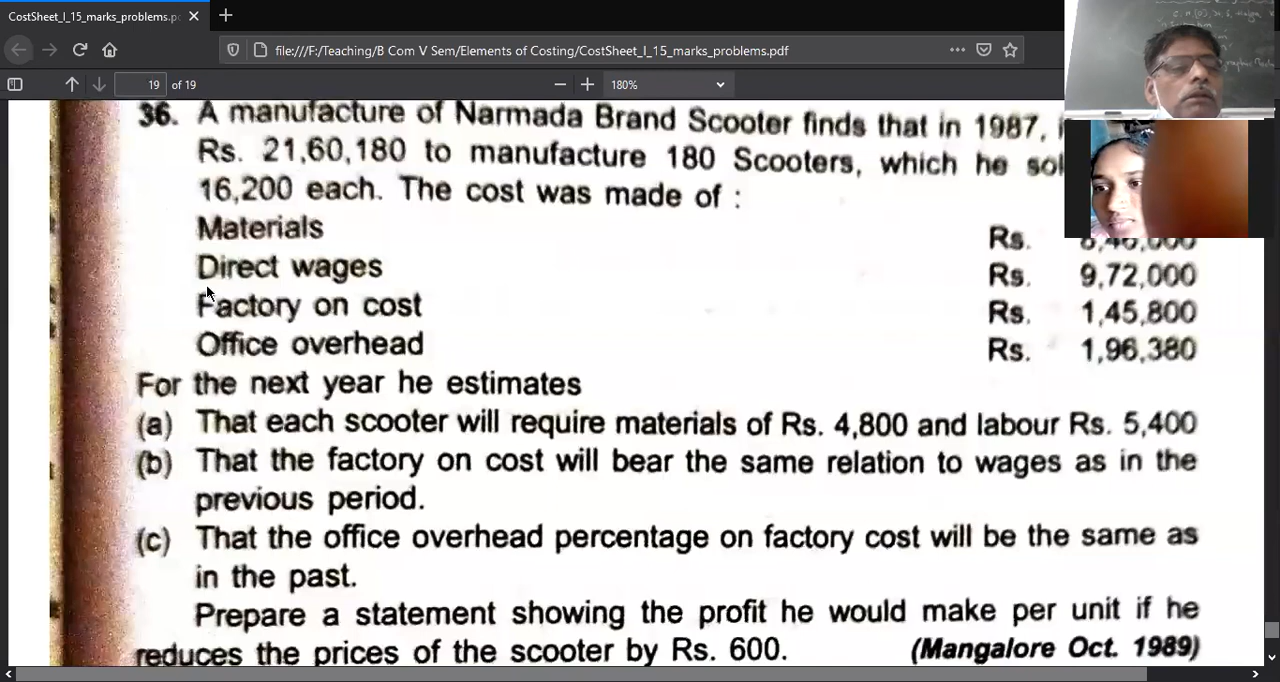 CostSheet_I_15_marks_problems.pd
file:///F:/Teaching/B Com V Sem/Elements of Costing/CostSheet_I_15_marks_problems.pdf
19 of 19
180%
36. A manufacture of Narmada Brand Scooter finds that in 1987,
Rs. 21,60,180 to manufacture 180 Scooters, which he
16,200 each. The cost was made of :
Materials Rs.
Direct wages Rs. 9,72,000
Factory on cost Rs. 1,45,800
Office overhead Rs. 1,96,380
For the next year he estimates
(a) That each scooter will require materials of Rs. 4,800 and labour Rs. 5,400
(b) That the factory on cost will bear the same relation to wages as in the
previous period.
(c) That the office overhead percentage on factory cost will be the same as
in the past.
Prepare a statement showing the profit he would make per unit if he
reduces the prices of the scooter by Rs. 600. (Mangalore Oct. 1989)